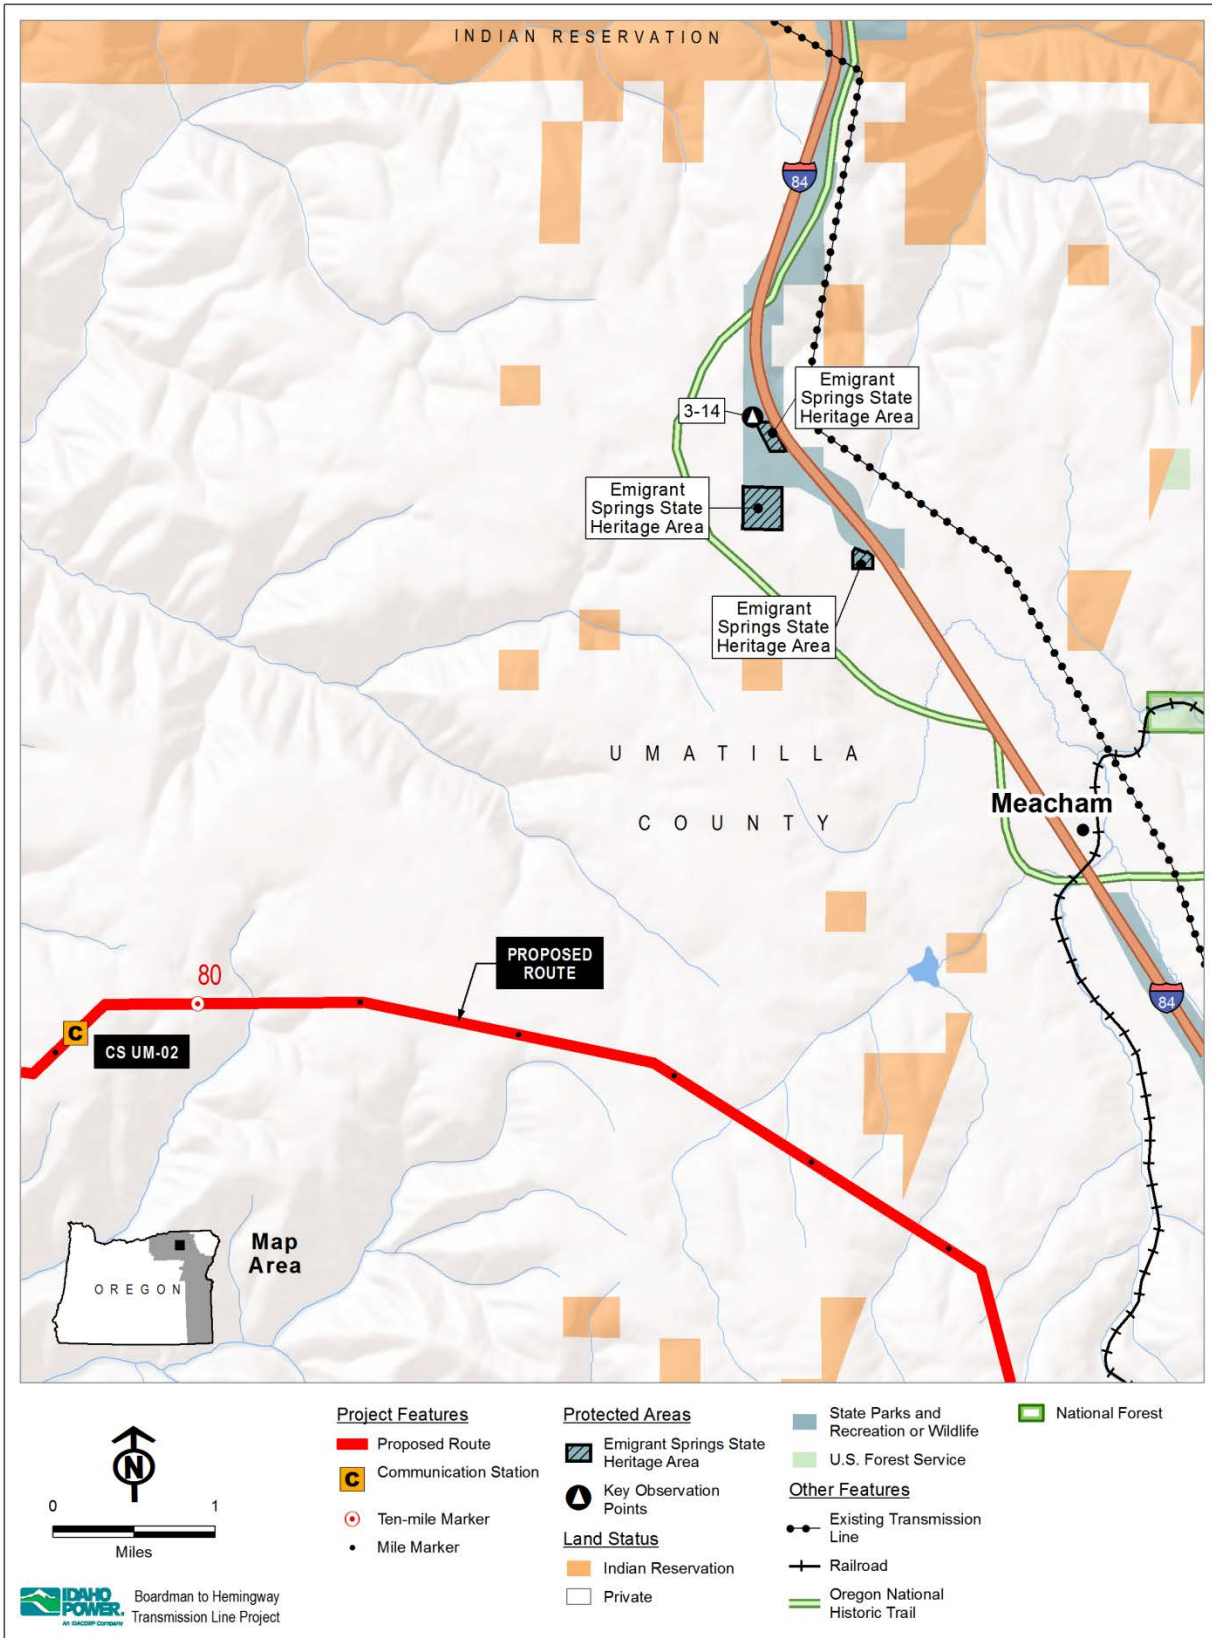 INDIAN RESERVATION
84
Emigrant
Springs State
Heritage Area
3-14
Emigrant
Springs State
Heritage Area
Emigrant
Springs State
Heritage Area
UMATILLA
COUNTY
Meacham
PROPOSED
ROUTE
80
84
C
CS UM-02
Map
Area
OREGON
N
0 1
Miles
IDAHO
POWER.
An IDACORP Company
Boardman to Hemingway
Transmission Line Project
Project Features
Proposed Route
C
Communication Station
Ten-mile Marker
Mile Marker
Protected Areas
Emigrant Springs State
Heritage Area
Key Observation
Points
Land Status
Indian Reservation
Private
State Parks and
Recreation or Wildlife
U.S. Forest Service
Other Features
Existing Transmission
Line
Railroad
Oregon National
Historic Trail
National Forest